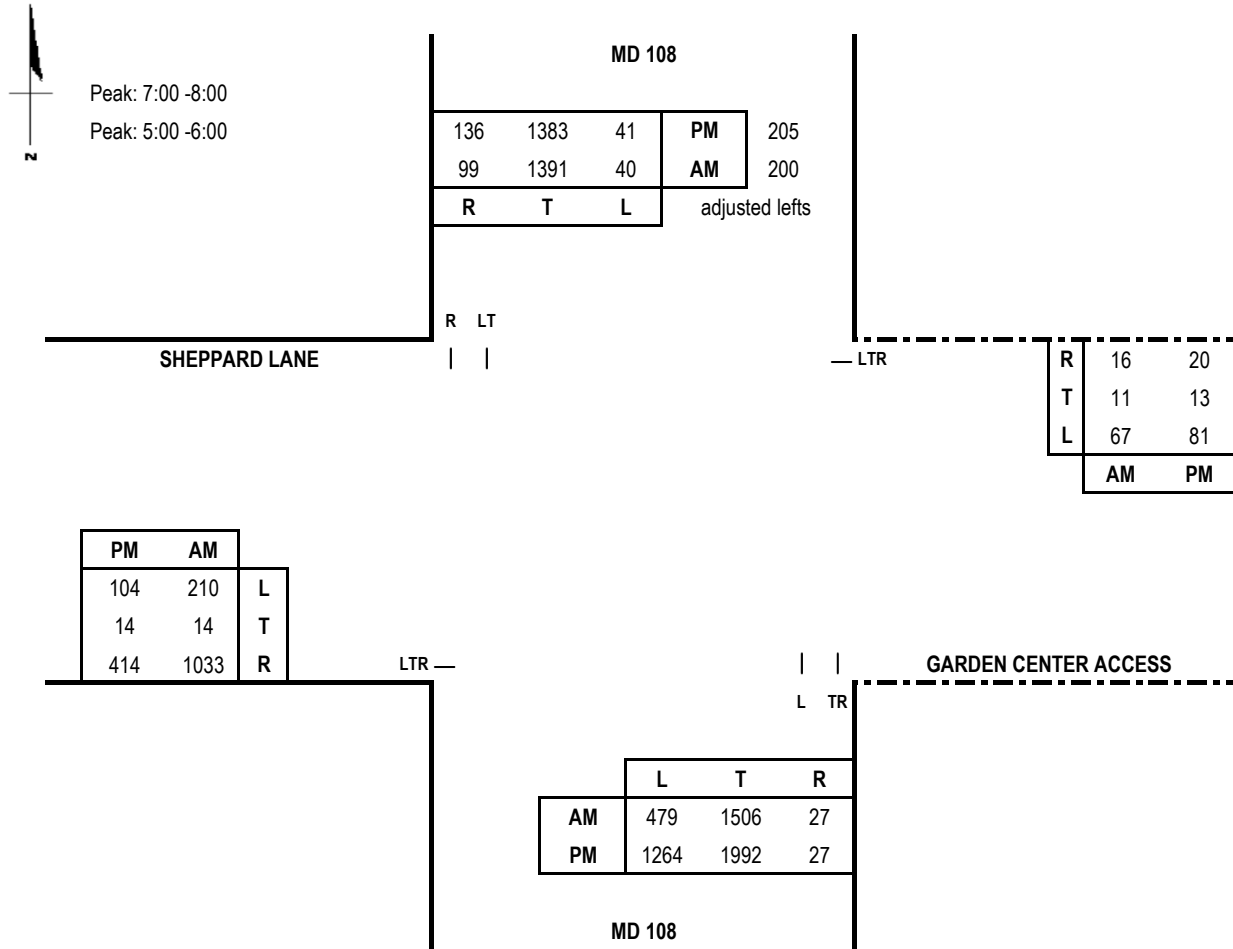 MD 108
Peak: 7:00 -8:00
Peak: 5:00 -6:00
136 1383 41 PM 205
99 1391 40 AM 200
R T L adjusted lefts
N
R LT
SHEPPARD LANE
LTR
R 16 20
T 11 13
L 67 81
AM PM
PM AM
104 210 L
14 14 T
414 1033 R
LTR
GARDEN CENTER ACCESS
L TR
L T R
AM 479 1506 27
PM 1264 1992 27
MD 108